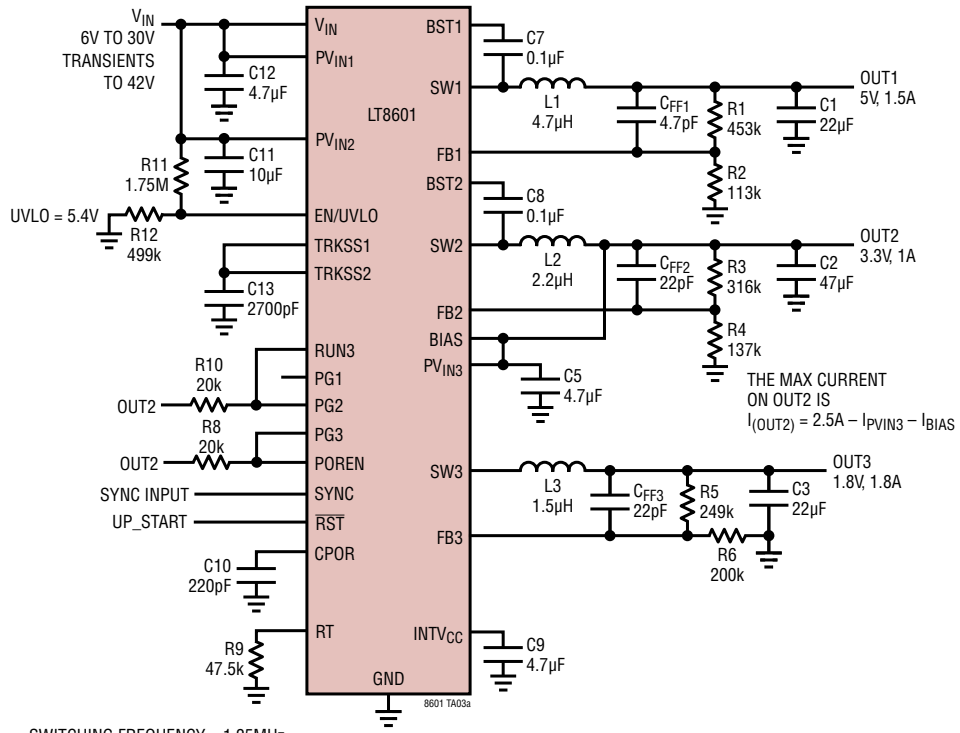 VIN
6V TO 30V
TRANSIENTS
TO 42V
C12
4.7µF
C11
10µF
R11
1.75M
UVLO = 5.4V
R12
499k
C13
2700pF
R10
20k
OUT2
R8
20k
OUT2
SYNC INPUT
UP_START
C10
220pF
R9
47.5k
VIN
PVIN1
LT8601
PVIN2
EN/UVLO
TRKSS1
TRKSS2
RUN3
PG1
PG2
PG3
POREN
SYNC
RST
CPOR
RT
GND
BST1
SW1
FB1
BST2
SW2
FB2
BIAS
PVIN3
SW3
FB3
INTVCC
C7
0.1µF
L1
4.7µH
CFF1
4.7pF
R1
453k
C1
22µF
OUT1
5V, 1.5A
R2
113k
C8
0.1µF
L2
2.2µH
CFF2
22pF
R3
316k
C2
47µF
OUT2
3.3V, 1A
R4
137k
C5
4.7µF
THE MAX CURRENT
ON OUT2 IS
I(OUT2) = 2.5A – IPVIN3 – IBIAS
L3
1.5µH
CFF3
22pF
R5
249k
C3
22µF
OUT3
1.8V, 1.8A
R6
200k
C9
4.7µF
8601 TA03a